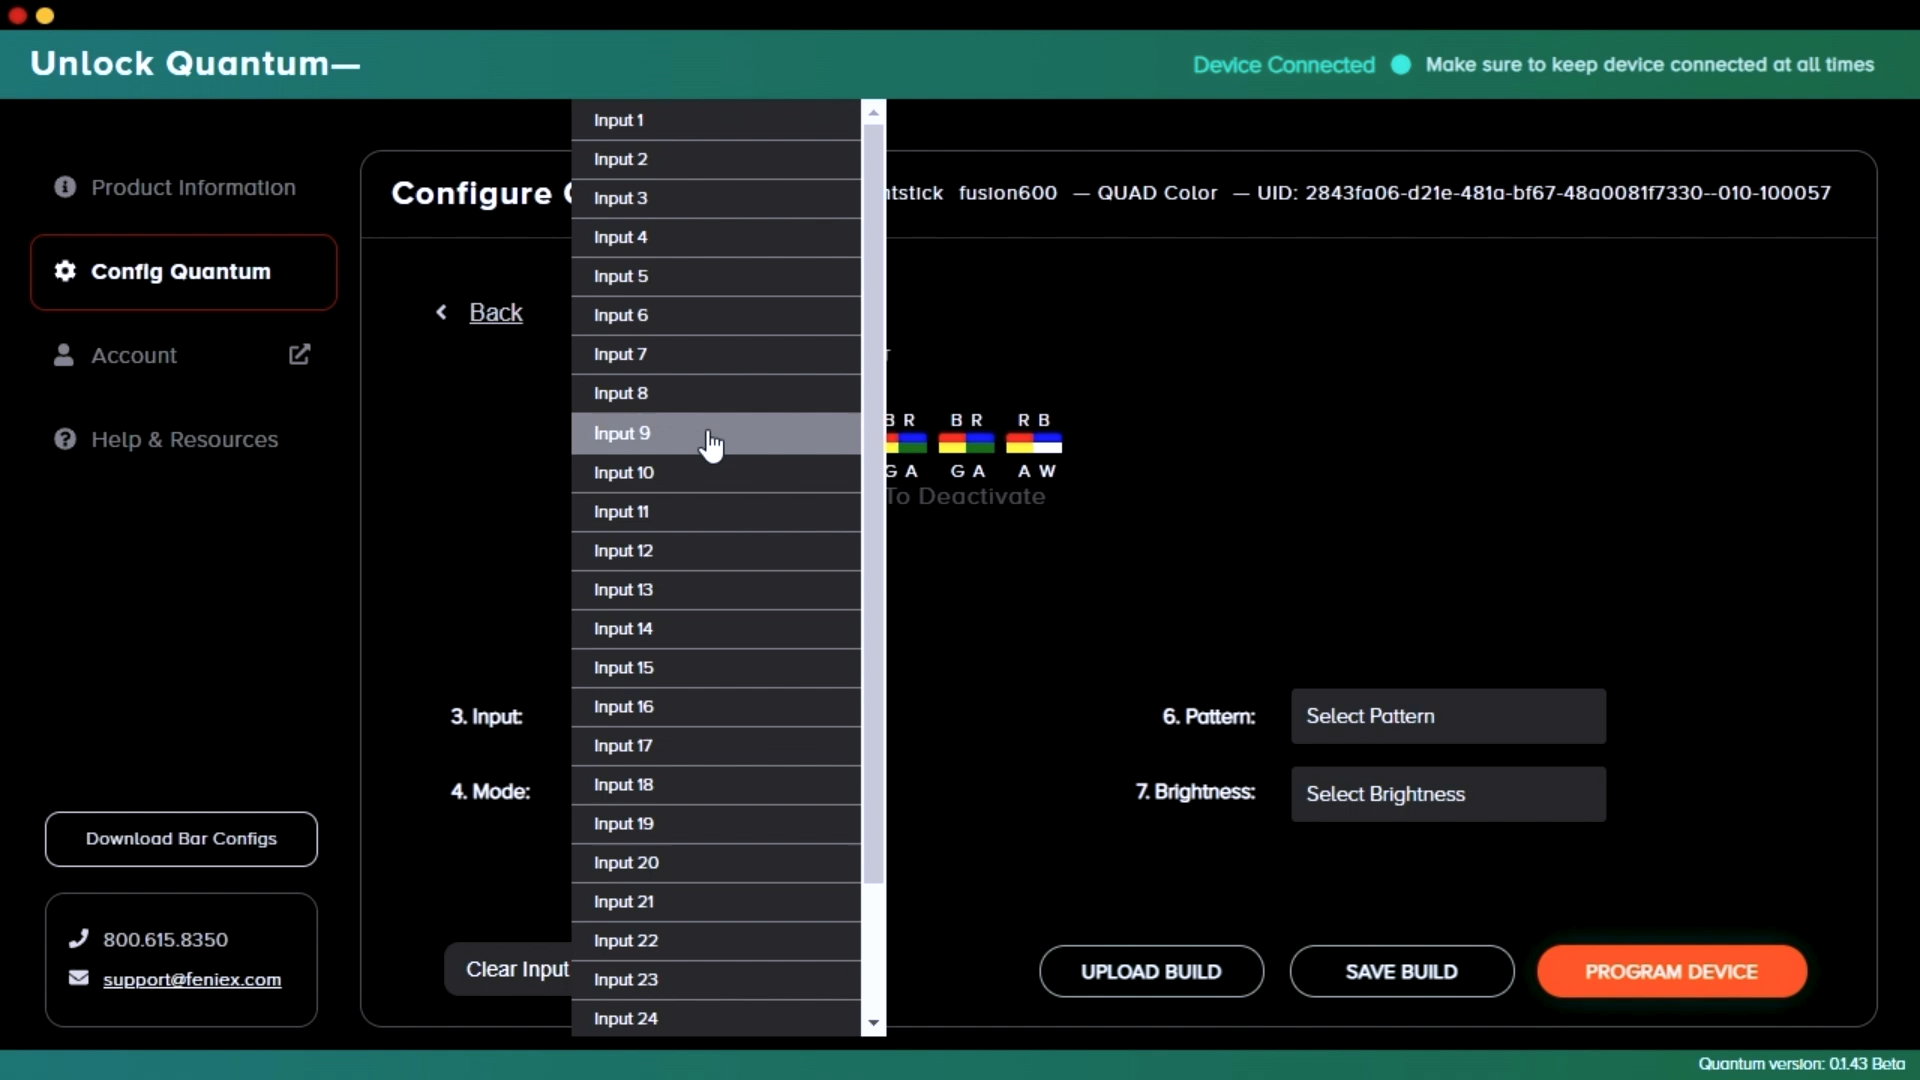 Unlock Quantum—
Device Connected
Make sure to keep device connected at all times
Product Information
Config Quantum
Account
Help & Resources
Download Bar Configs
800.615.8350
support@feniex.com
Configure
fusion600 — QUAD Color — UID: 2843fa06-d21e-481a-bf67-48a0081f7330--010-100057
Back
Input 1
Input 2
Input 3
Input 4
Input 5
Input 6
Input 7
Input 8
Input 9
Input 10
Input 11
Input 12
Input 13
Input 14
Input 15
Input 16
Input 17
Input 18
Input 19
Input 20
Input 21
Input 22
Input 23
Input 24
B R B R R B
G A G A A W
To Deactivate
3. Input:
4. Mode:
6. Pattern:
Select Pattern
7. Brightness:
Select Brightness
Clear Input
UPLOAD BUILD
SAVE BUILD
PROGRAM DEVICE
Quantum version: 0.1.43 Beta